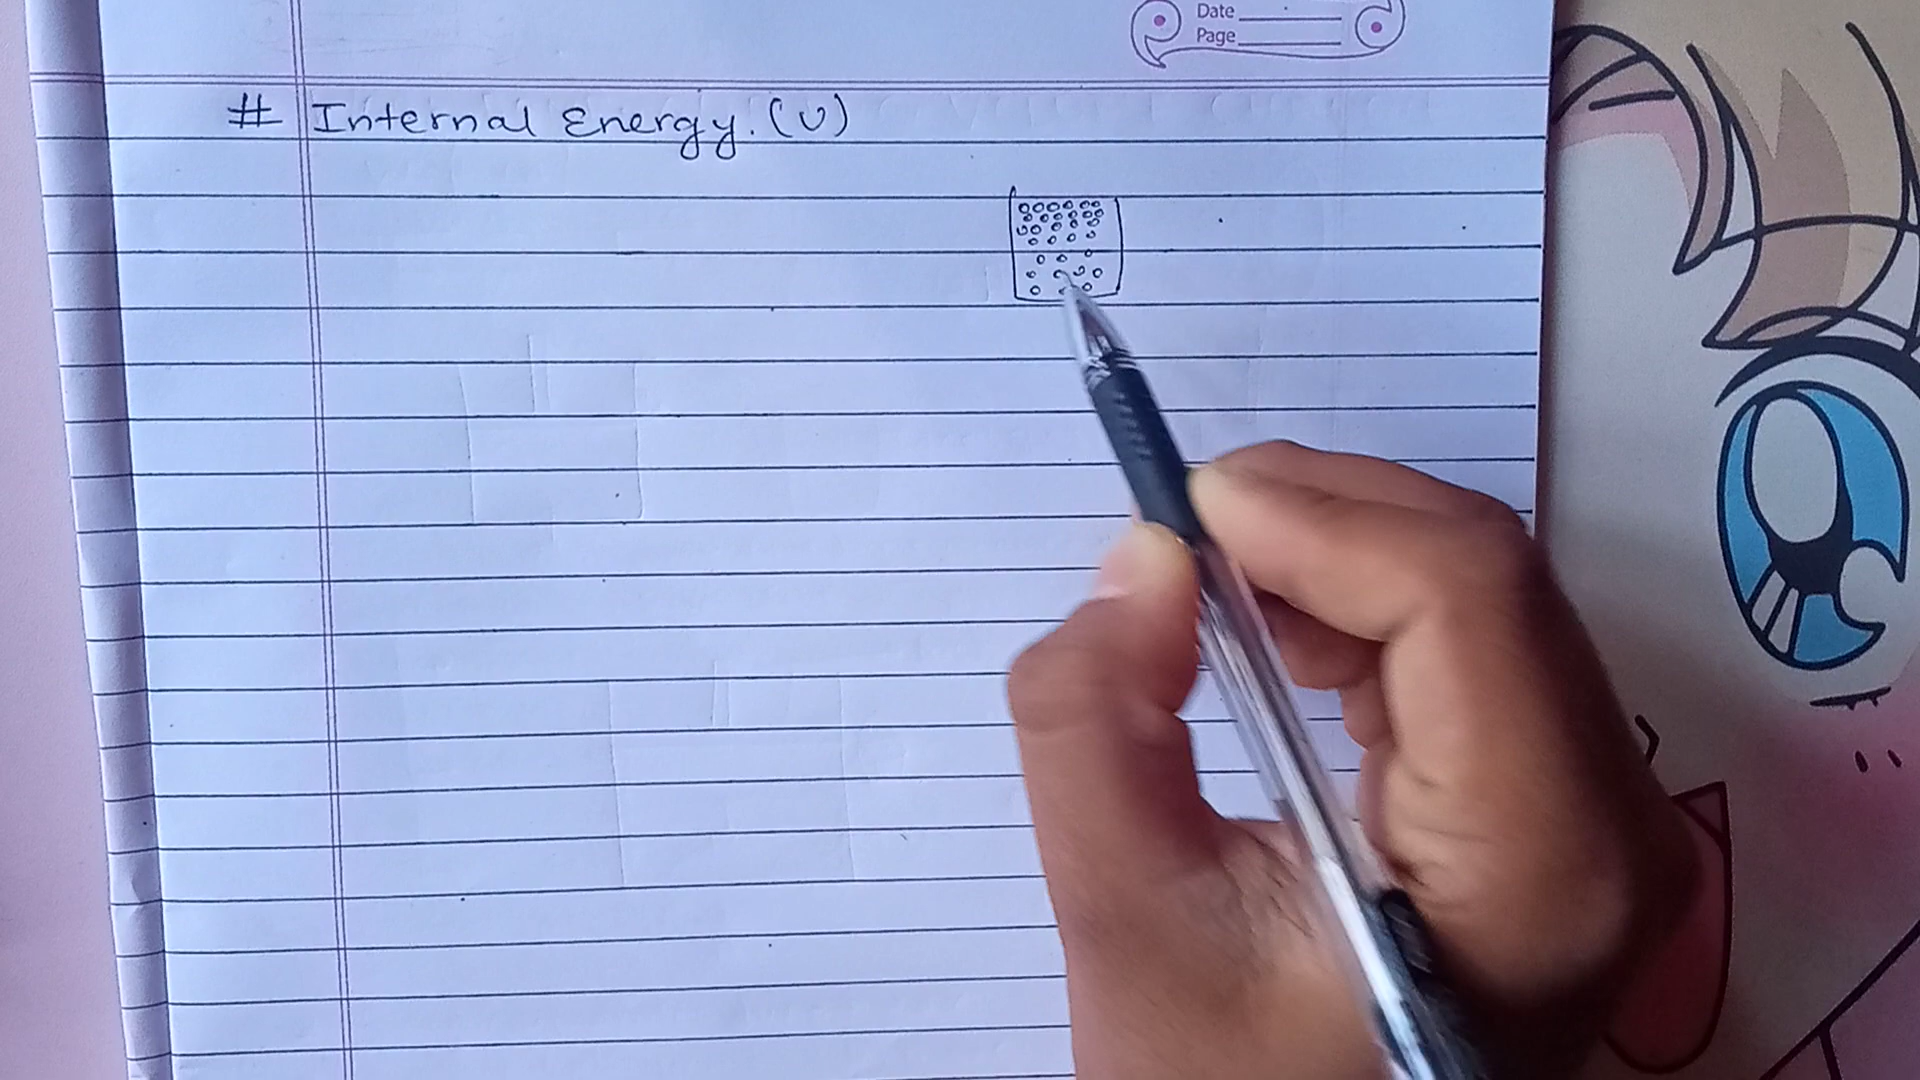 Date
Page
# Internal Energy. (U)